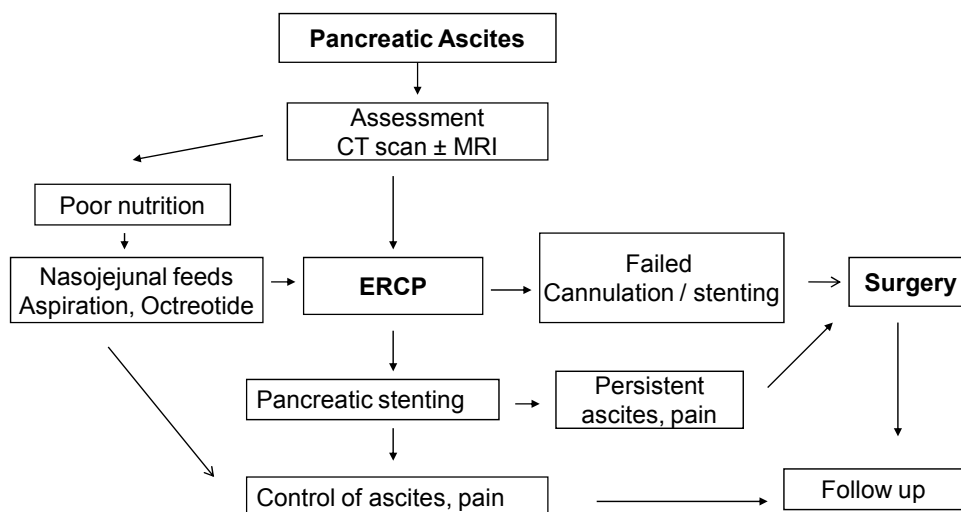 Pancreatic Ascites
Assessment
CT scan ± MRI
Poor nutrition
Nasojejunal feeds
Aspiration, Octreotide
ERCP
Failed
Cannulation / stenting
Surgery
Pancreatic stenting
Persistent
ascites, pain
Control of ascites, pain
Follow up